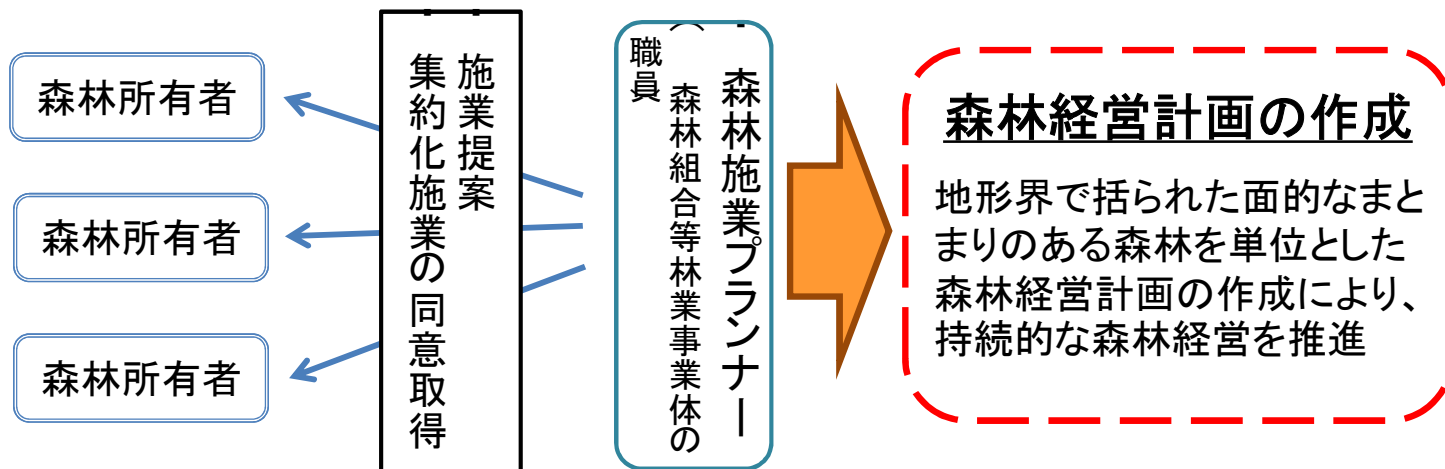 森林所有者
森林所有者
森林所有者
施業提案
集約化施業の同意取得
森林施業プランナー
（森林組合等林業事業体の
職員
森林経営計画の作成
地形界で括られた面的なまと
まりのある森林を単位とした
森林経営計画の作成により、
持続的な森林経営を推進